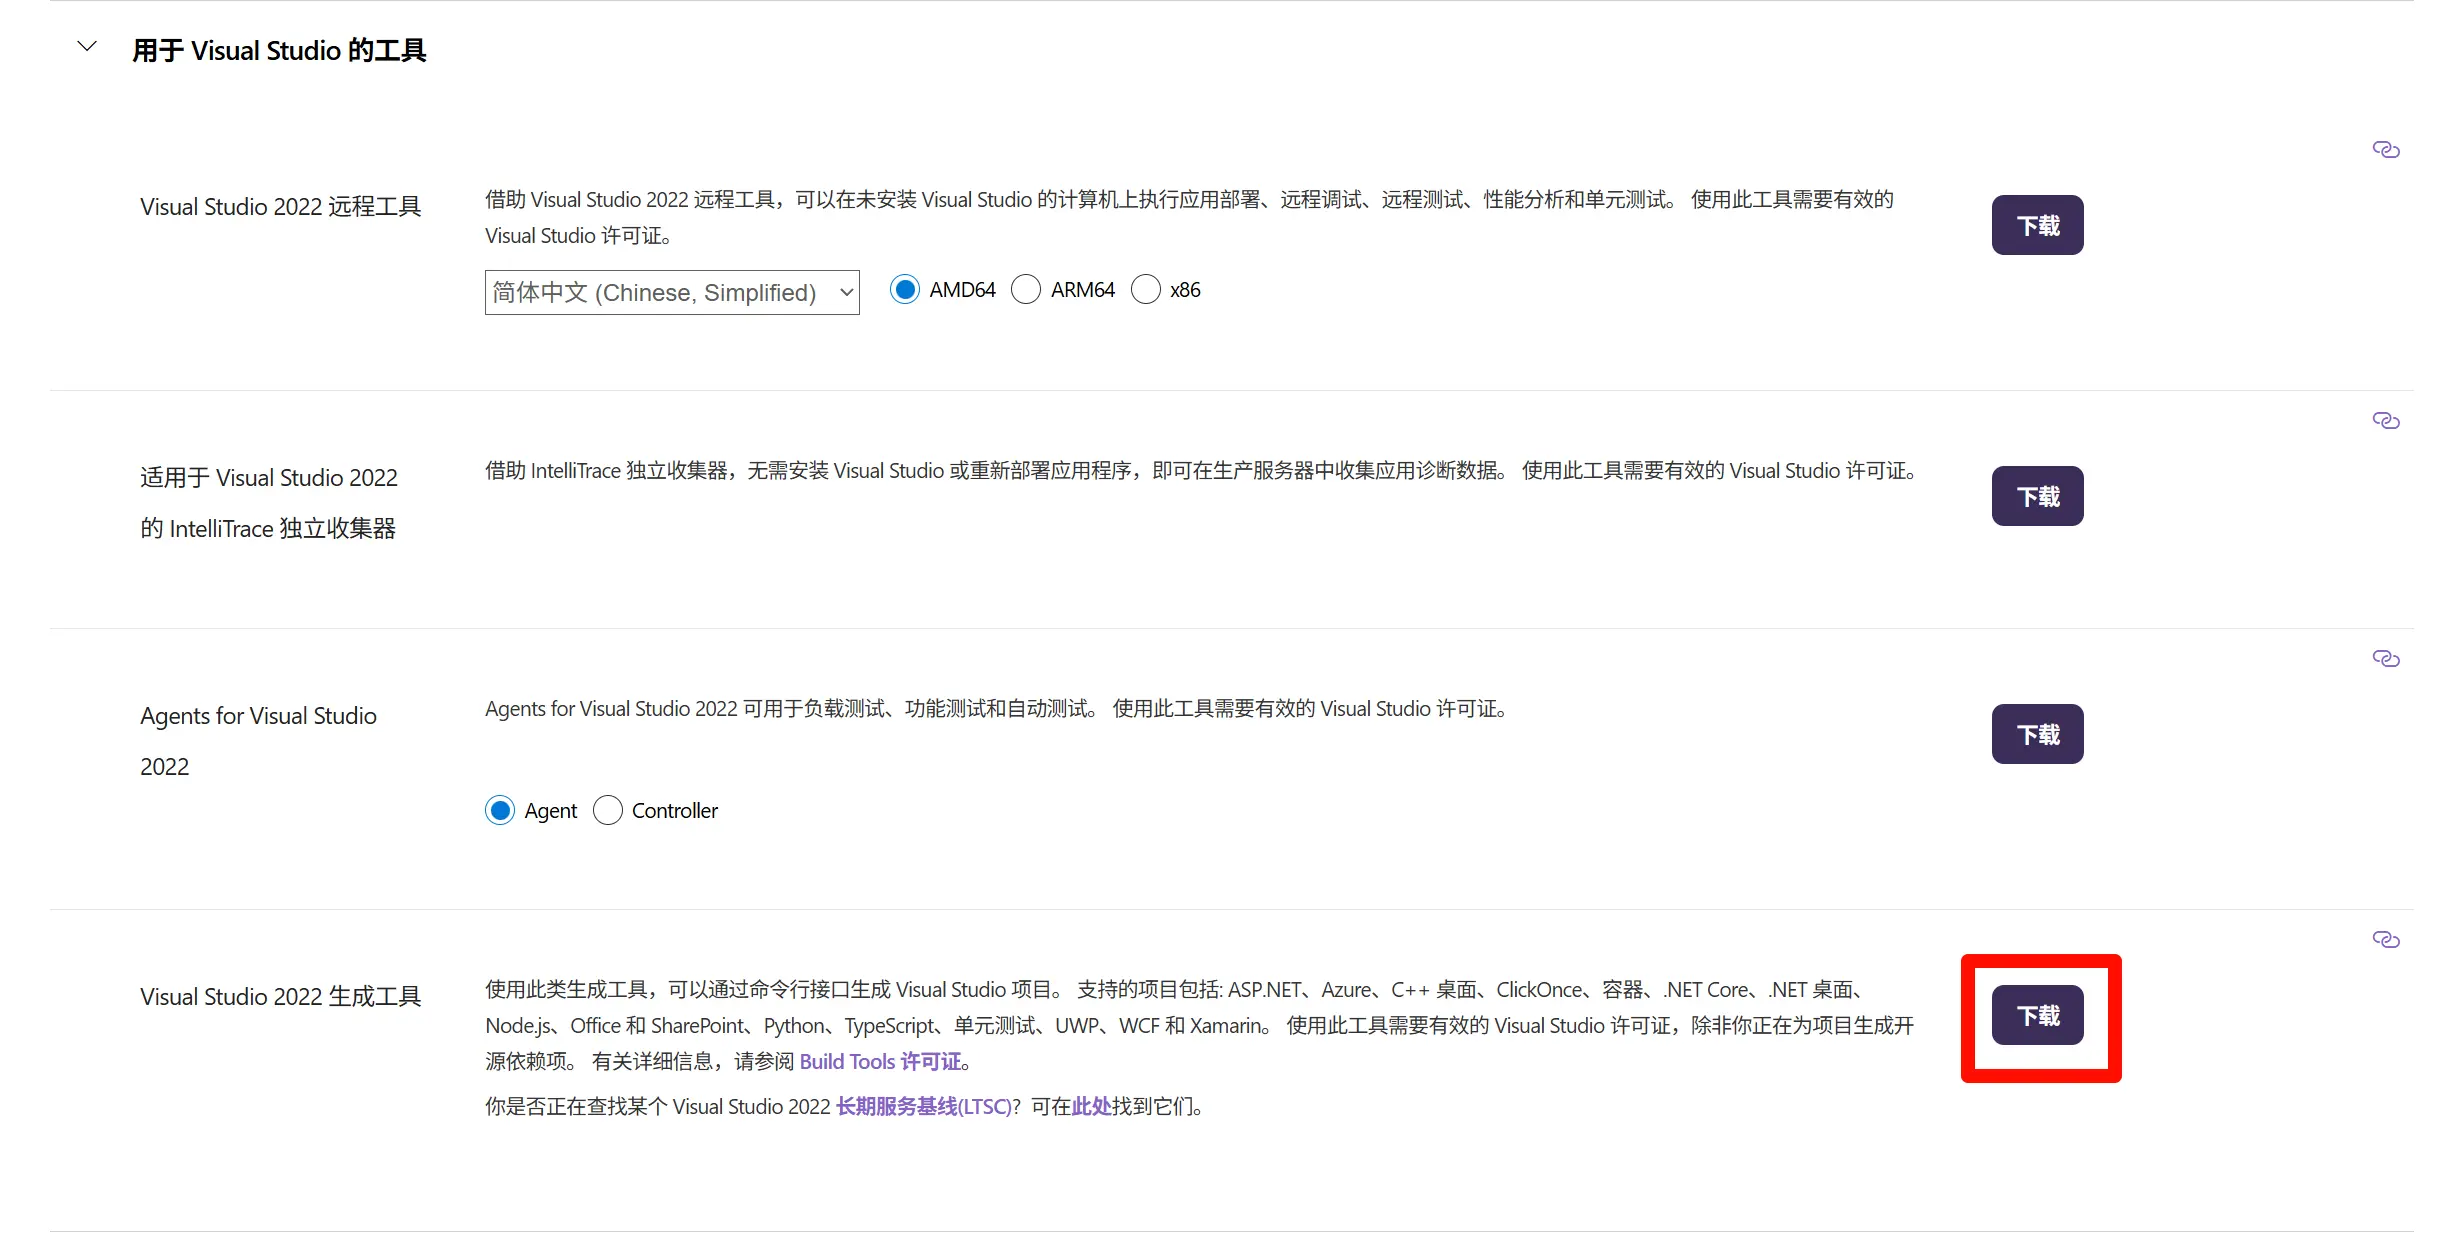 用于 Visual Studio 的工具
Visual Studio 2022 远程工具
借助 Visual Studio 2022 远程工具，可以在未安装 Visual Studio 的计算机上执行应用部署、远程调试、远程测试、性能分析和单元测试。 使用此工具需要有效的
Visual Studio 许可证。
下载
简体中文 (Chinese, Simplified)
AMD64 ARM64 x86
适用于 Visual Studio 2022
的 IntelliTrace 独立收集器
借助 IntelliTrace 独立收集器，无需安装 Visual Studio 或重新部署应用程序，即可在生产服务器中收集应用诊断数据。 使用此工具需要有效的 Visual Studio 许可证。
下载
Agents for Visual Studio
2022
Agents for Visual Studio 2022 可用于负载测试、功能测试和自动测试。 使用此工具需要有效的 Visual Studio 许可证。
下载
Agent Controller
Visual Studio 2022 生成工具
使用此类生成工具，可以通过命令行接口生成 Visual Studio 项目。 支持的项目包括: ASP.NET、Azure、C++ 桌面、ClickOnce、容器、.NET Core、.NET 桌面、
Node.js、Office 和 SharePoint、Python、TypeScript、单元测试、UWP、WCF 和 Xamarin。 使用此工具需要有效的 Visual Studio 许可证，除非你正在为项目生成开
源依赖项。 有关详细信息，请参阅 Build Tools 许可证。
下载
你是否正在查找某个 Visual Studio 2022 长期服务基线(LTSC)？可在此处找到它们。